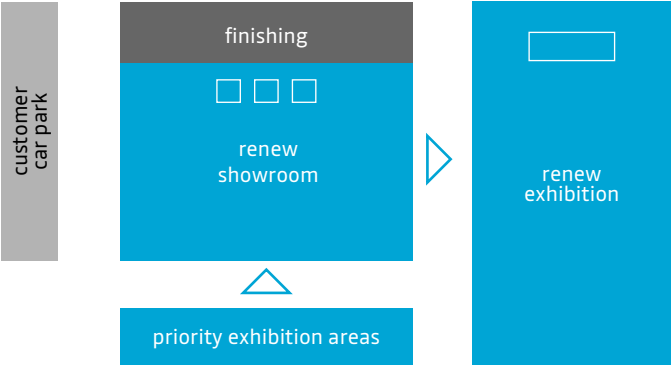 customer
car park
finishing
renew
showroom
renew
exhibition
priority exhibition areas